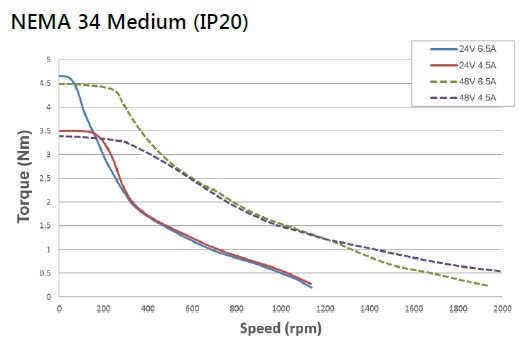 NEMA 34 Medium (IP20)
24V 6.5A
24V 4.5A
48V 6.5A
48V 4.5A
Torque (Nm)
5
4.5
4
3.5
3
2.5
2
1.5
1
0.5
0
0 200 400 600 800 1000 1200 1400 1600 1800 2000
Speed (rpm)